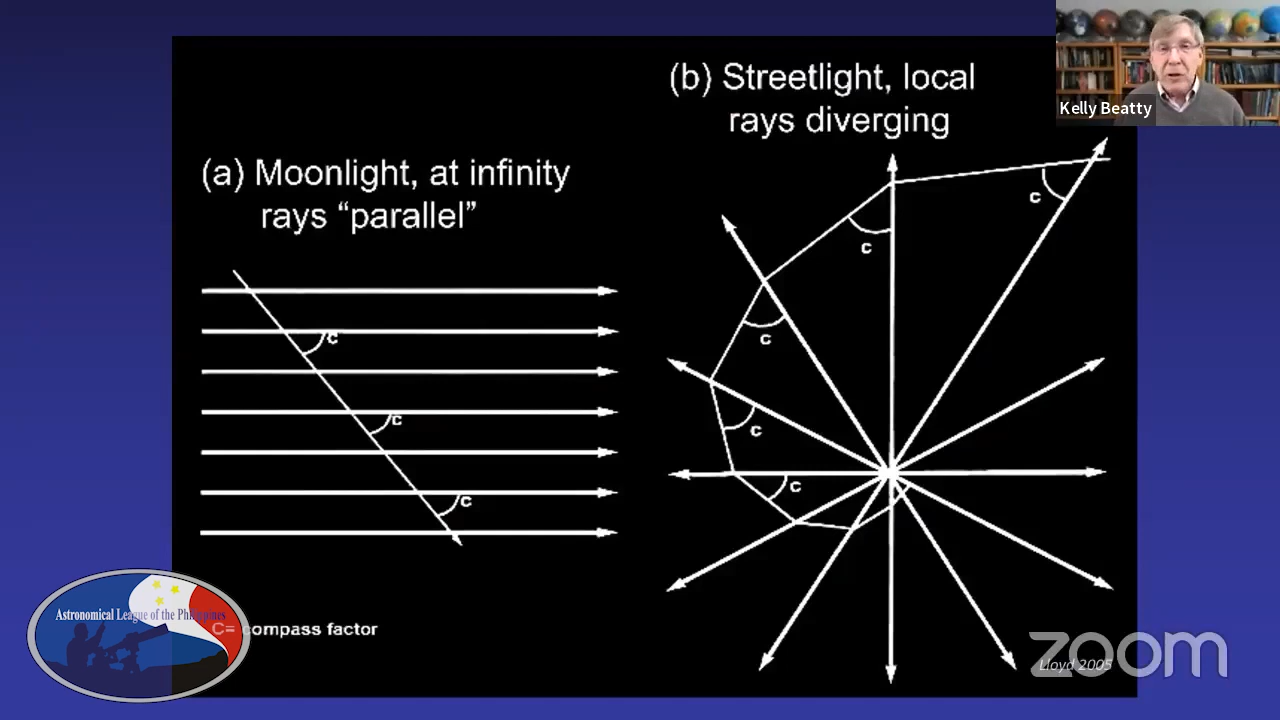 (a) Moonlight, at infinity
rays “parallel”
c
c
c
C= compass factor
(b) Streetlight, local
rays diverging
c
c
c
c
c
Kelly Beatty
Astronomical League of the Philippines
zoom
Lloyd 2005